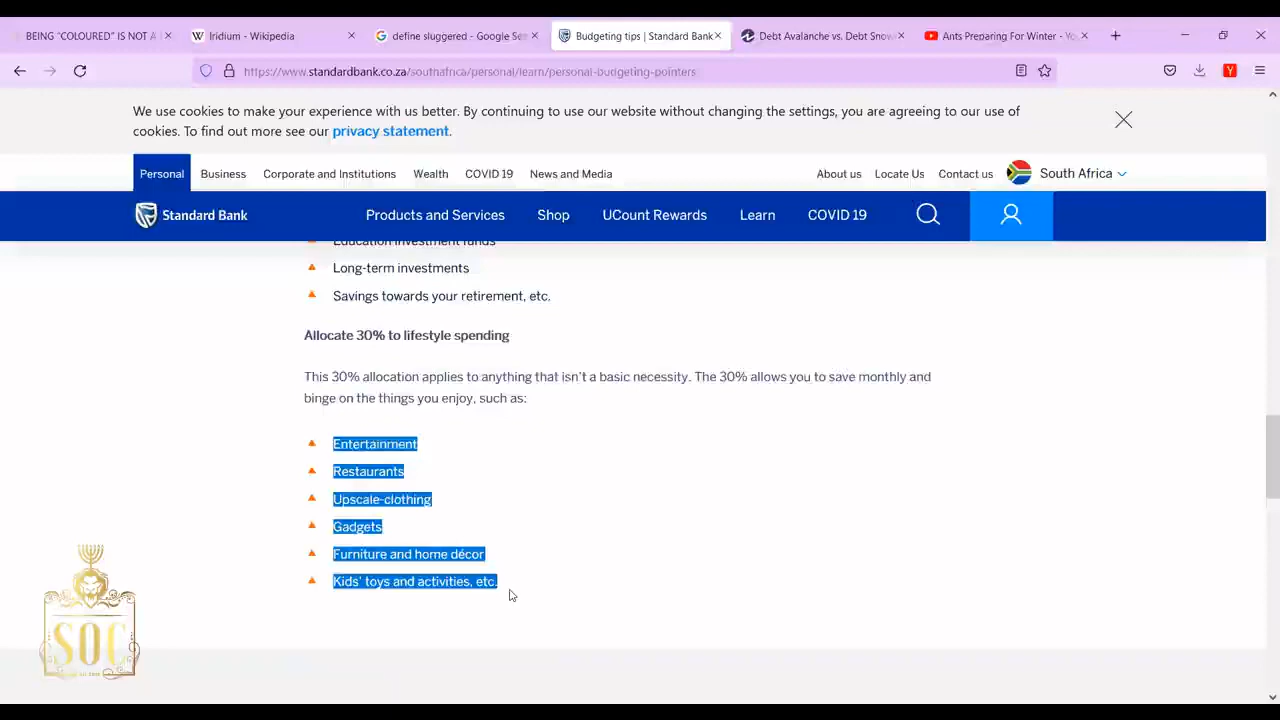 BEING "COLOURED" IS NOT A
Iridium - Wikipedia
define sluggered - Google Sea
Budgeting tips | Standard Bank
Debt Avalanche vs. Debt Snow
Ants Preparing For Winter - Yo
https://www.standardbank.co.za/southafrica/personal/learn/personal-budgeting-pointers
We use cookies to make your experience with us better. By continuing to use our website without changing the settings, you are agreeing to our use of
cookies. To find out more see our privacy statement.
Personal Business Corporate and Institutions Wealth COVID 19 News and Media About us Locate Us Contact us South Africa
Standard Bank Products and Services Shop UCount Rewards Learn COVID 19
Education investment funds
Long-term investments
Savings towards your retirement, etc.
Allocate 30% to lifestyle spending
This 30% allocation applies to anything that isn't a basic necessity. The 30% allows you to save monthly and
binge on the things you enjoy, such as:
Entertainment
Restaurants
Upscale-clothing
Gadgets
Furniture and home décor
Kids' toys and activities, etc.
SOC